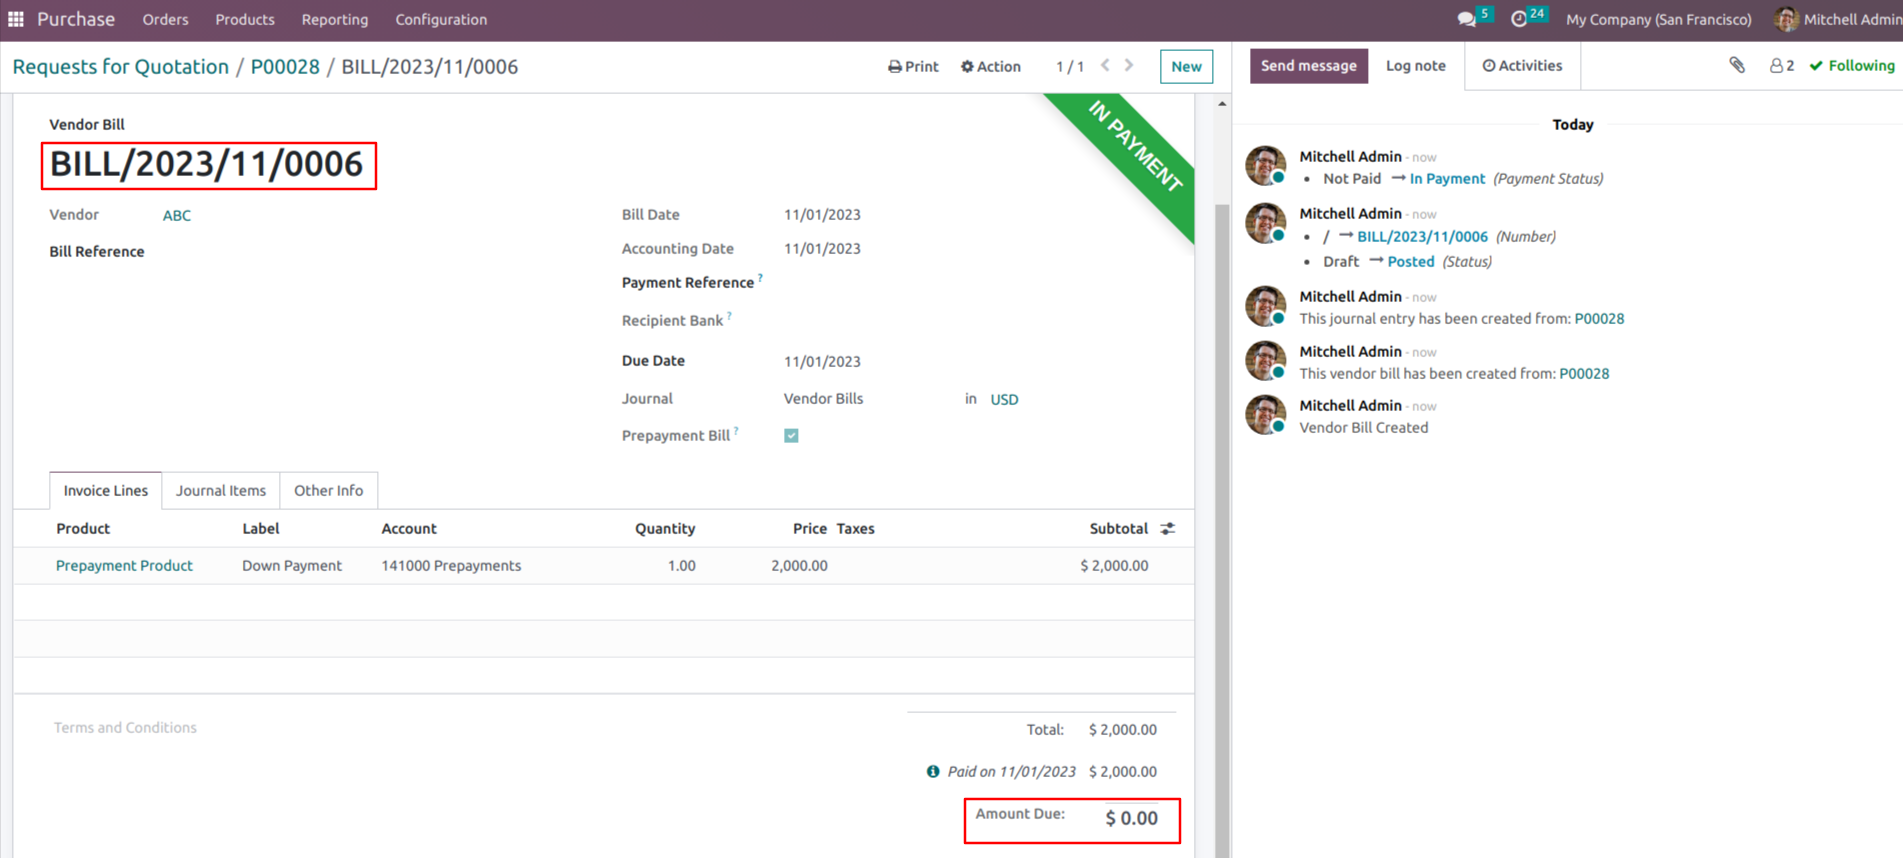 Purchase Orders Products Reporting Configuration 5 24 My Company (San Francisco) Mitchell Admin
Requests for Quotation / P00028 / BILL/2023/11/0006 Print Action 1 / 1 New Send message Log note Activities 2 Following
IN PAYMENT
Vendor Bill
BILL/2023/11/0006
Vendor ABC
Bill Reference
Bill Date 11/01/2023
Accounting Date 11/01/2023
Payment Reference ?
Recipient Bank ?
Due Date 11/01/2023
Journal Vendor Bills in USD
Prepayment Bill ?
Invoice Lines Journal Items Other Info
Product Label Account Quantity Price Taxes Subtotal
Prepayment Product Down Payment 141000 Prepayments 1.00 2,000.00 $ 2,000.00
Terms and Conditions
Total: $ 2,000.00
Paid on 11/01/2023 $ 2,000.00
Amount Due: $ 0.00
Today
Mitchell Admin - now
• Not Paid → In Payment (Payment Status)
Mitchell Admin - now
• / → BILL/2023/11/0006 (Number)
• Draft → Posted (Status)
Mitchell Admin - now
This journal entry has been created from: P00028
Mitchell Admin - now
This vendor bill has been created from: P00028
Mitchell Admin - now
Vendor Bill Created